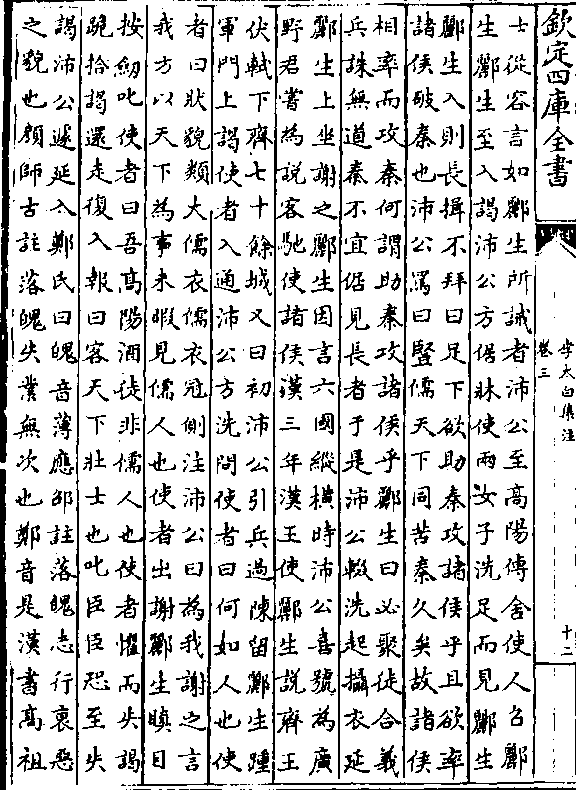 欽定四庫全書
李太白集注
卷三
十二
士從容言如酈生所誡者沛公至髙陽傳舍使人召酈
生酈生至入謁沛公方倨牀使兩女子洗足而見酈生
酈生入則長揖不拜曰足下欲助秦攻諸侯乎且欲率
諸侯破秦也沛公罵曰豎儒天下同苦秦久矣故諸侯
相率而攻秦何謂助秦攻諸侯乎酈生曰必聚徒合義
兵誅無道秦不宜倨見長者于是沛公輟洗起攝衣延
酈生上坐謝之酈生因言六國縱橫時沛公喜號為廣
野君嘗為說客馳使諸侯漢三年漢王使酈生說齊王
伏軾下齊七十餘城又曰初沛公引兵過陳留酈生踵
軍門上謁使者入通沛公方洗問使者曰何如人也使
者曰狀貌類大儒衣儒衣冠側注沛公曰為我謝之言
我方以天下為事未暇見儒人也使者出謝酈生瞋目
按劒叱使者曰吾髙陽酒徒非儒人也使者懼而失謁
跪拾謁還走復入報曰客天下壯士也叱臣臣恐至失
謁沛公遽延入鄭氏曰魄音薄應邵註落魄志行衰惡
之貌也顔師古註落魄失業無次也鄭音是漢書髙祖